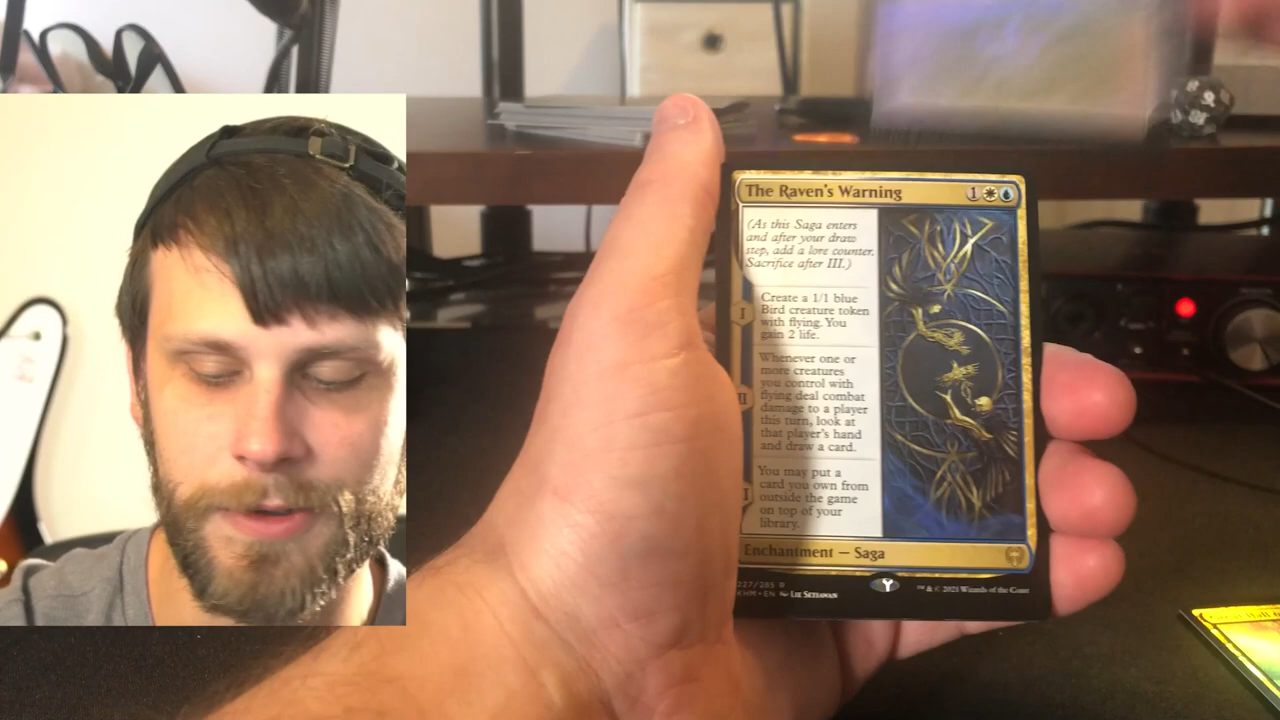 The Raven's Warning 1
(As this Saga enters
and after your draw
step, add a lore counter.
Sacrifice after III.)
I
Create a 1/1 blue
Bird creature token
with flying. You
gain 2 life.
II
Whenever one or
more creatures
you control with
flying deal combat
damage to a player
this turn, look at
that player's hand
and draw a card.
You may put a
card you own from
outside the game
on top of your
library.
Enchantment — Saga
227/285 R
KHM • EN Lie Setiawan
™ & © 2021 Wizards of the Coast